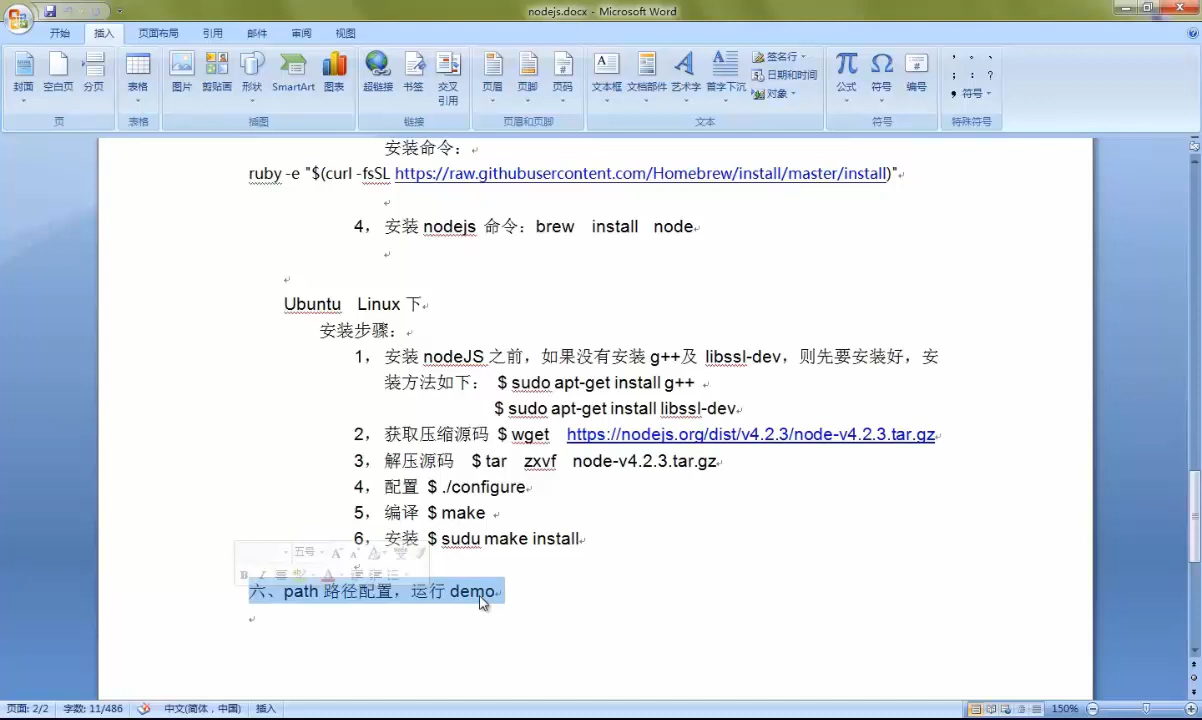 nodejs.docx - Microsoft Word
开始 插入 页面布局 引用 邮件 审阅 视图
封面 空白页 分页 表格 图片 剪贴画 形状 SmartArt 图表 超链接 书签 交叉引用 页眉 页脚 页码 文本框 文档部件 艺术字 首字下沉 签名行 日期和时间 对象 公式 符号 编号 符号
页 表格 插图 链接 页眉和页脚 文本 符号 特殊符号
安装命令：
ruby -e "$(curl -fsSL https://raw.githubusercontent.com/Homebrew/install/master/install)"
4， 安装 nodejs 命令：brew install node
Ubuntu Linux 下
安装步骤：
1， 安装 nodeJS 之前，如果没有安装 g++及 libssl-dev，则先要安装好，安
装方法如下： $ sudo apt-get install g++
$ sudo apt-get install libssl-dev
2， 获取压缩源码 $ wget https://nodejs.org/dist/v4.2.3/node-v4.2.3.tar.gz
3， 解压源码 $ tar zxvf node-v4.2.3.tar.gz
4， 配置 $ ./configure
5， 编译 $ make
6， 安装 $ sudu make install
五号
六、path 路径配置，运行 demo
页面: 2/2 字数: 11/486 中文(简体，中国) 插入 150%